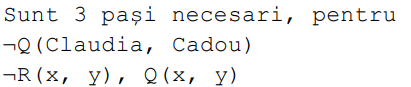 Sunt 3 pași necesari, pentru
¬Q(Claudia, Cadou)
¬R(x, y), Q(x, y)